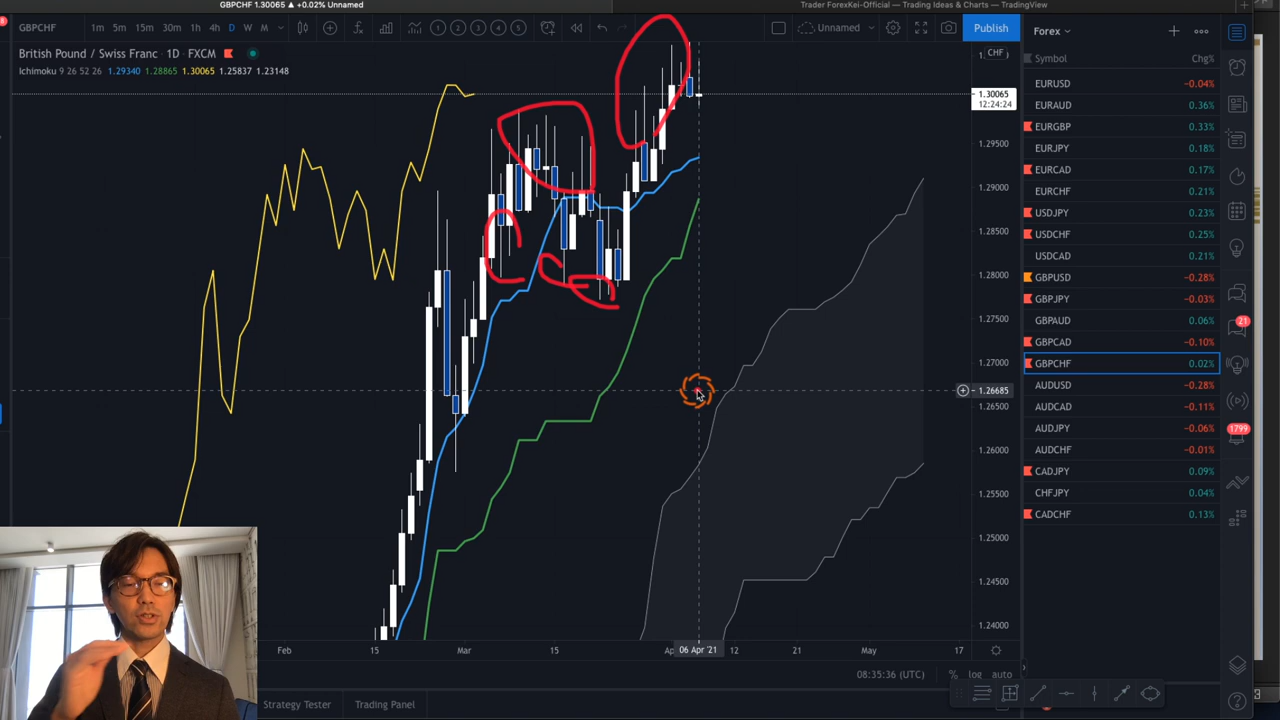 GBPCHF 1.30065 ▲ +0.02% Unnamed
Trader ForexKei-Official — Trading Ideas & Charts — TradingView
GBPCHF 1m 5m 15m 30m 1h 4h D W M 1 2 3 4 5 Unnamed Publish
British Pound / Swiss Franc · 1D · FXCM
Ichimoku 9 26 52 26 1.29340 1.28865 1.30065 1.25837 1.23148
CHF
1.30065
12:24:24
1.29500
1.29000
1.28500
1.28000
1.27500
1.27000
1.26685
1.26500
1.26000
1.25500
1.25000
1.24500
1.24000
Feb 15 Mar 15 06 Apr '21 12 21 May 17
08:35:36 (UTC) % log auto
Strategy Tester Trading Panel
Forex
Symbol Chg%
EURUSD −0.04%
EURAUD 0.36%
EURGBP 0.33%
EURJPY 0.18%
EURCAD 0.17%
EURCHF 0.21%
USDJPY 0.23%
USDCHF 0.25%
USDCAD 0.21%
GBPUSD −0.28%
GBPJPY −0.03%
GBPAUD 0.06%
GBPCAD −0.10%
GBPCHF 0.02%
AUDUSD −0.28%
AUDCAD −0.11%
AUDJPY −0.06%
AUDCHF −0.01%
CADJPY 0.09%
CHFJPY 0.04%
CADCHF 0.13%
21
1799